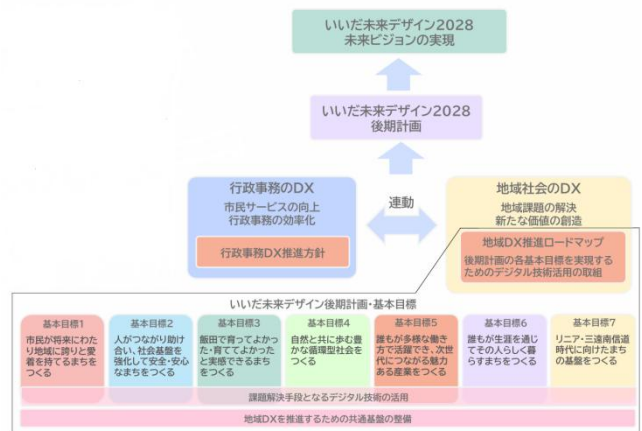 いいだ未来デザイン2028
未来ビジョンの実現
いいだ未来デザイン2028
後期計画
行政事務のDX
市民サービスの向上
行政事務の効率化
行政事務DX推進方針
連動
地域社会のDX
地域課題の解決
新たな価値の創造
地域DX推進ロードマップ
後期計画の各基本目標を実現する
ためのデジタル技術活用の取組
いいだ未来デザイン後期計画・基本目標
基本目標1
市民が将来にわた
り地域に誇りと愛
着を持てるまちを
つくる
基本目標2
人がつながり助け
合い、社会基盤を
強化して安全・安心
なまちをつくる
基本目標3
飯田で育ってよかっ
た・育ててよかった
と実感できるまち
をつくる
基本目標4
自然と共に歩む豊
かな循環型社会を
つくる
基本目標5
誰もが多様な働き
方で活躍でき、次世
代につながる魅力
ある産業をつくる
基本目標6
誰もが生涯を通じ
てその人らしく暮
らすまちをつくる
基本目標7
リニア・三遠南信道
時代に向けたまち
の基盤をつくる
課題解決手段となるデジタル技術の活用
地域DXを推進するための共通基盤の整備